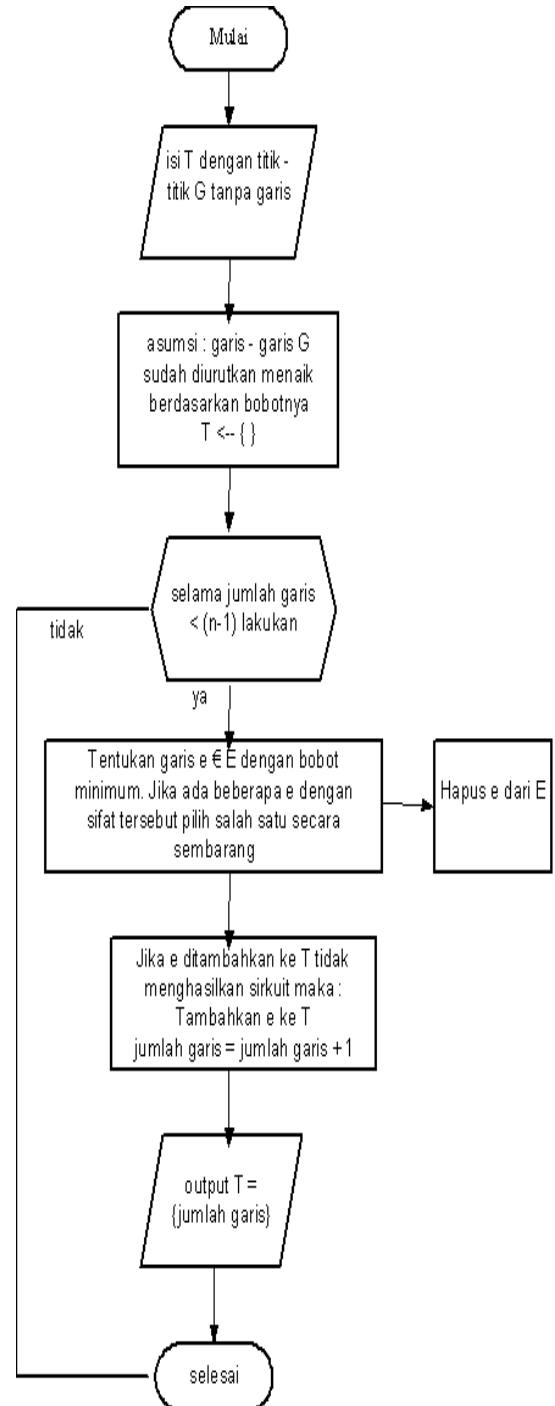 Mulai
isi T dengan titik -
titik G tanpa garis
asumsi : garis - garis G
sudah diurutkan menaik
berdasarkan bobotnya
T <-- { }
selama jumlah garis
< (n-1) lakukan
tidak
ya
Tentukan garis e € E dengan bobot
minimum. Jika ada beberapa e dengan
sifat tersebut pilih salah satu secara
sembarang
Hapus e dari E
Jika e ditambahkan ke T tidak
menghasilkan sirkuit maka :
Tambahkan e ke T
jumlah garis = jumlah garis + 1
output T =
{jumlah garis}
selesai